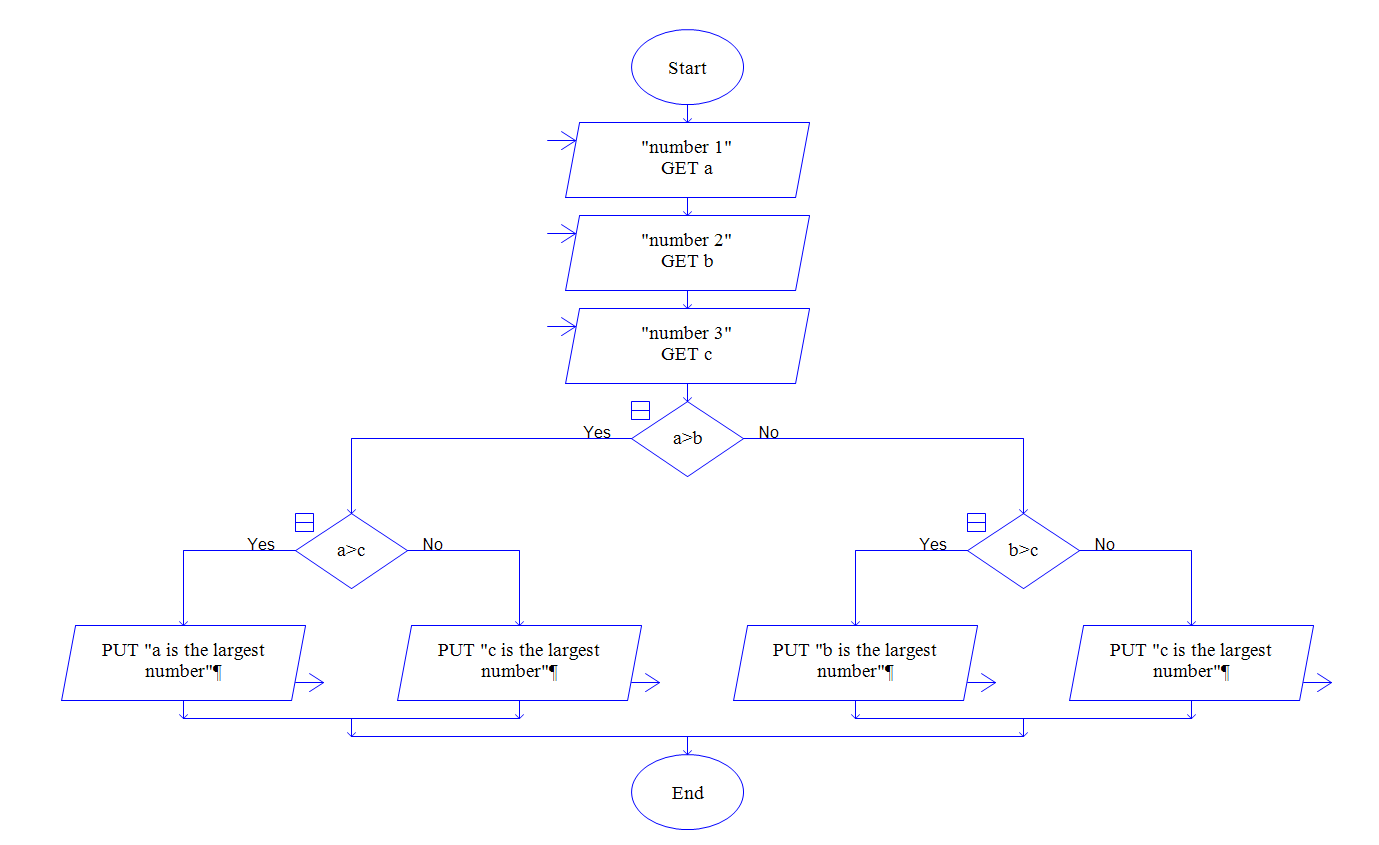 Start
"number 1"
GET a
"number 2"
GET b
"number 3"
GET c
a>b
Yes
No
a>c
Yes
No
b>c
Yes
No
PUT "a is the largest
number"¶
PUT "c is the largest
number"¶
PUT "b is the largest
number"¶
PUT "c is the largest
number"¶
End